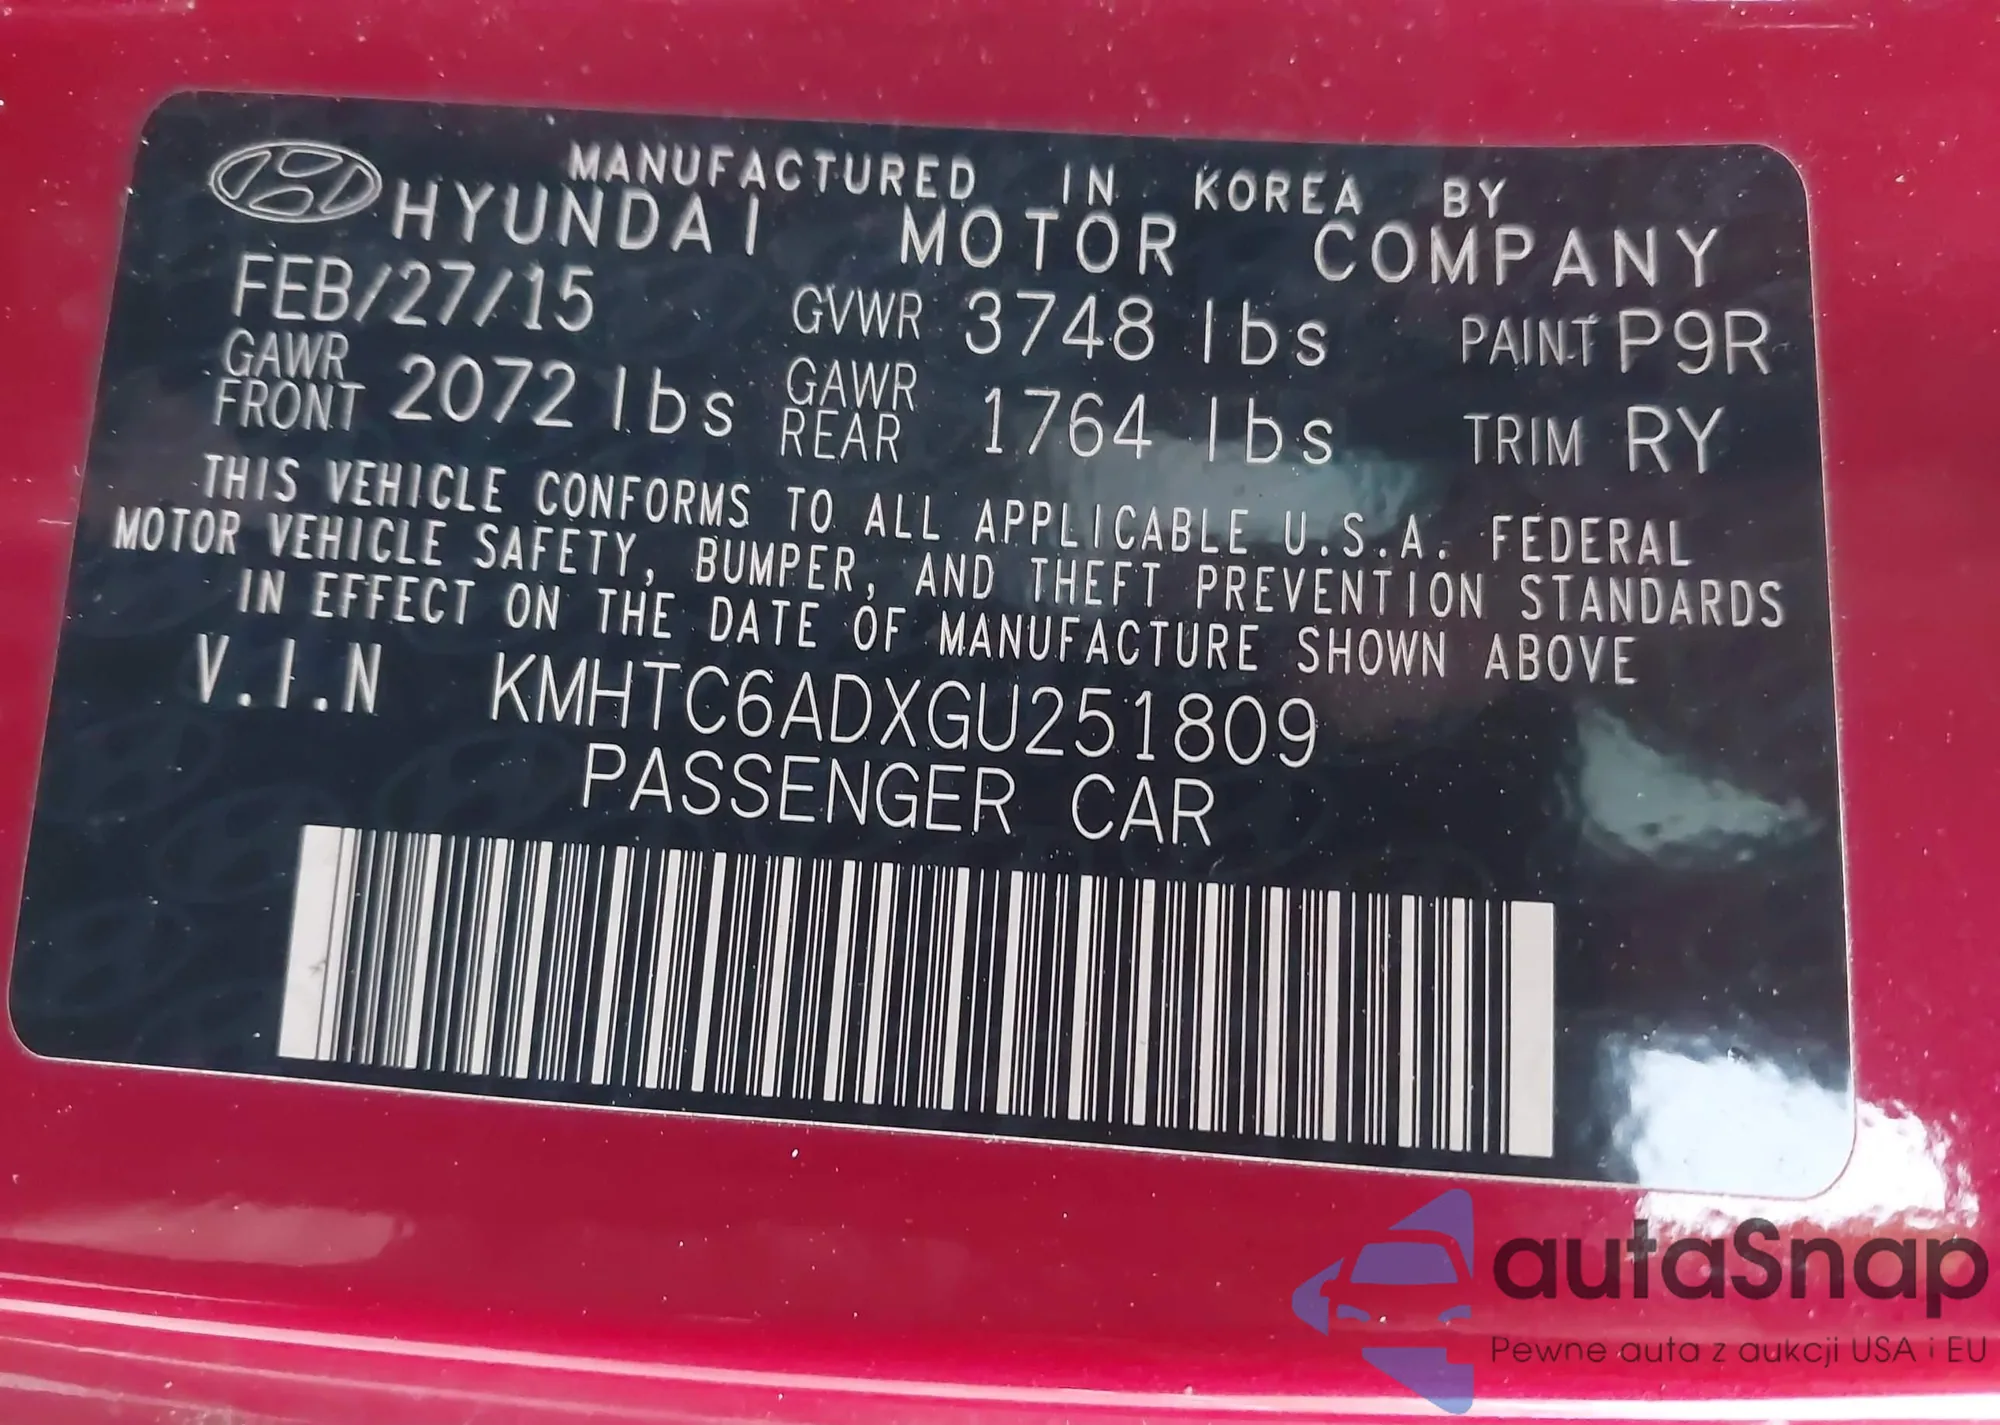 MANUFACTURED IN KOREA BY
HYUNDAI MOTOR COMPANY
FEB/27/15 GVWR 3748 lbs PAINT P9R
GAWR FRONT 2072 lbs GAWR REAR 1764 lbs TRIM RY
THIS VEHICLE CONFORMS TO ALL APPLICABLE U.S.A. FEDERAL
MOTOR VEHICLE SAFETY, BUMPER, AND THEFT PREVENTION STANDARDS
IN EFFECT ON THE DATE OF MANUFACTURE SHOWN ABOVE
V.I.N KMHTC6ADXGU251809
PASSENGER CAR
autaSnap
Pewne auta z aukcji USA i EU